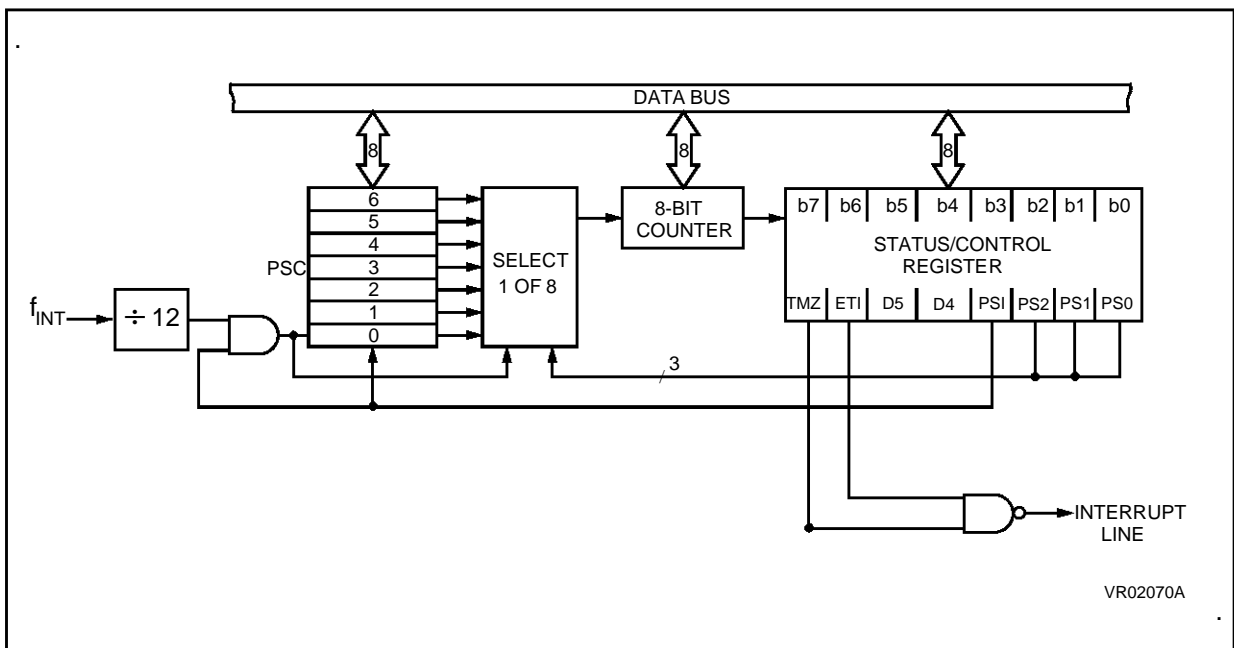 DATA BUS
8
8
8
6
5
4
3
2
1
0
PSC
SELECT
1 OF 8
8-BIT
COUNTER
b7 b6 b5 b4 b3 b2 b1 b0
STATUS/CONTROL
REGISTER
TMZ ETI D5 D4 PSI PS2 PS1 PS0
fINT
÷ 12
3
INTERRUPT
LINE
VR02070A